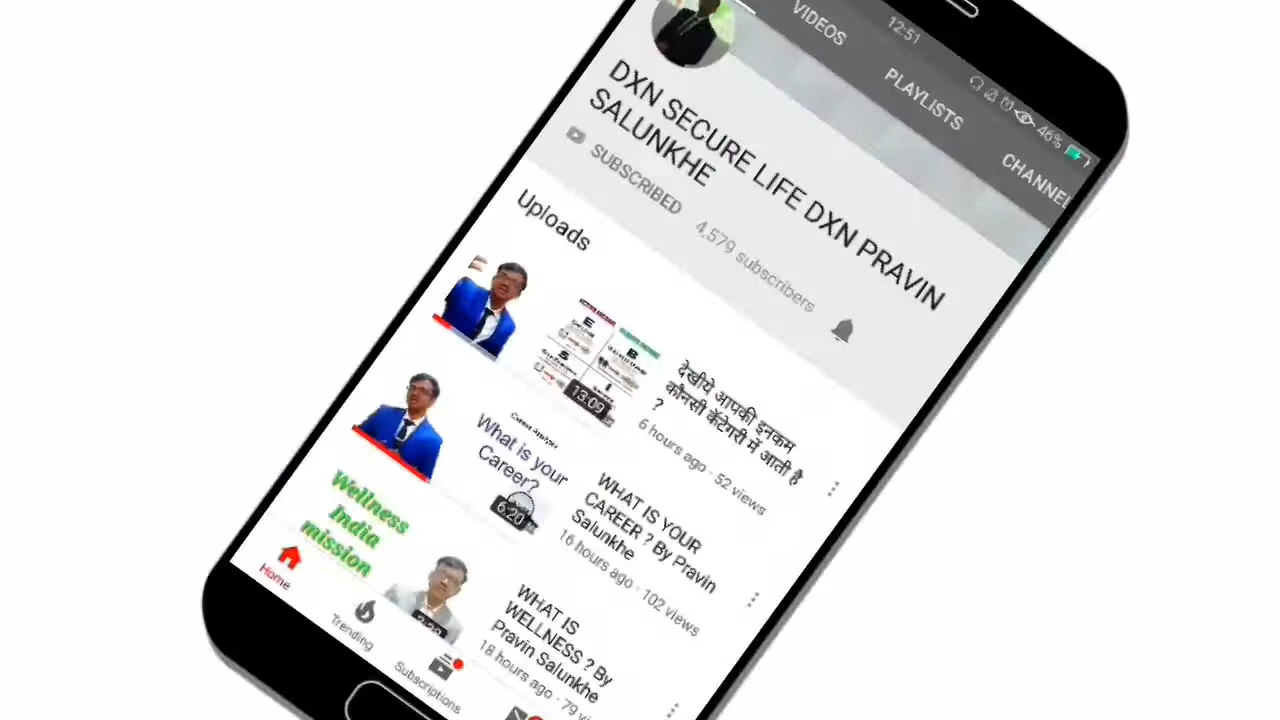 12:51
46%
VIDEOS
PLAYLISTS
CHANNEL
DXN SECURE LIFE DXN PRAVIN
SALUNKHE
SUBSCRIBED
4,579 subscribers
Uploads
13:09
देखीये आपकी इनकम
कौनसी कॅटेगरी में आती है
?
6 hours ago · 52 views
Career Analysis
What is your
Career?
6:20
WHAT IS YOUR
CAREER ? By Pravin
Salunkhe
16 hours ago · 102 views
Wellness
India
mission
WHAT IS
WELLNESS ? By
Pravin Salunkhe
18 hours ago · 79
Home
Trending
Subscriptions